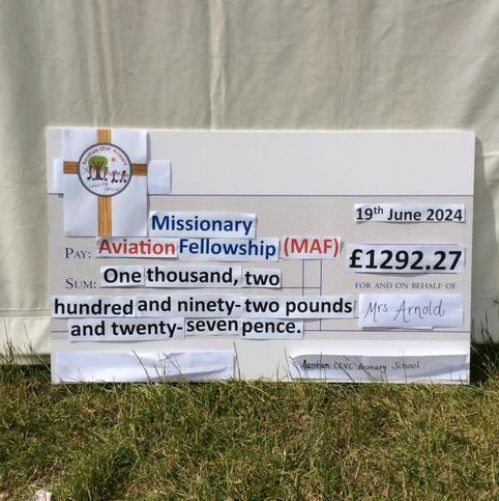 19th June 2024
Missionary
PAY: Aviation Fellowship (MAF)
£1292.27
SUM: One thousand, two
FOR AND ON BEHALF OF
hundred and ninety-two pounds
Mrs Arnold
and twenty-seven pence.
CEVC Primary School